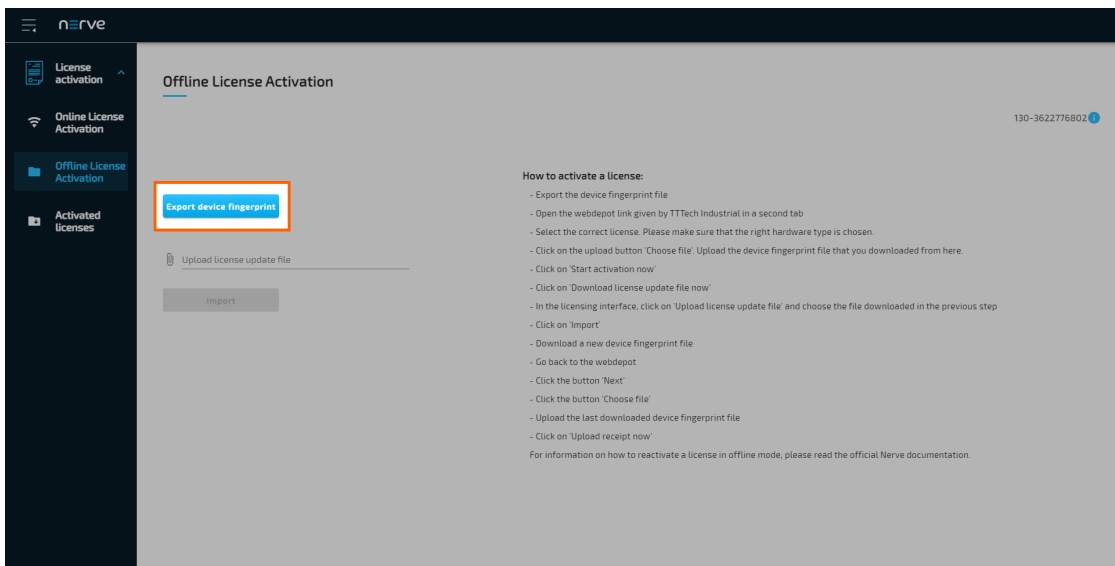 nerve
License
activation
Online License
Activation
Offline License
Activation
Activated
licenses
Offline License Activation
130-3622776802
Export device fingerprint
Upload license update file
Import
How to activate a license:
- Export the device fingerprint file
- Open the webdepot link given by TTTech Industrial in a second tab
- Select the correct license. Please make sure that the right hardware type is chosen.
- Click on the upload button 'Choose file'. Upload the device fingerprint file that you downloaded from here.
- Click on 'Start activation now'
- Click on 'Download license update file now'
- In the licensing interface, click on 'Upload license update file' and choose the file downloaded in the previous step
- Click on 'Import'
- Download a new device fingerprint file
- Go back to the webdepot
- Click the button 'Next'
- Click the button 'Choose file'
- Upload the last downloaded device fingerprint file
- Click on 'Upload receipt now'
For information on how to reactivate a license in offline mode, please read the official Nerve documentation.